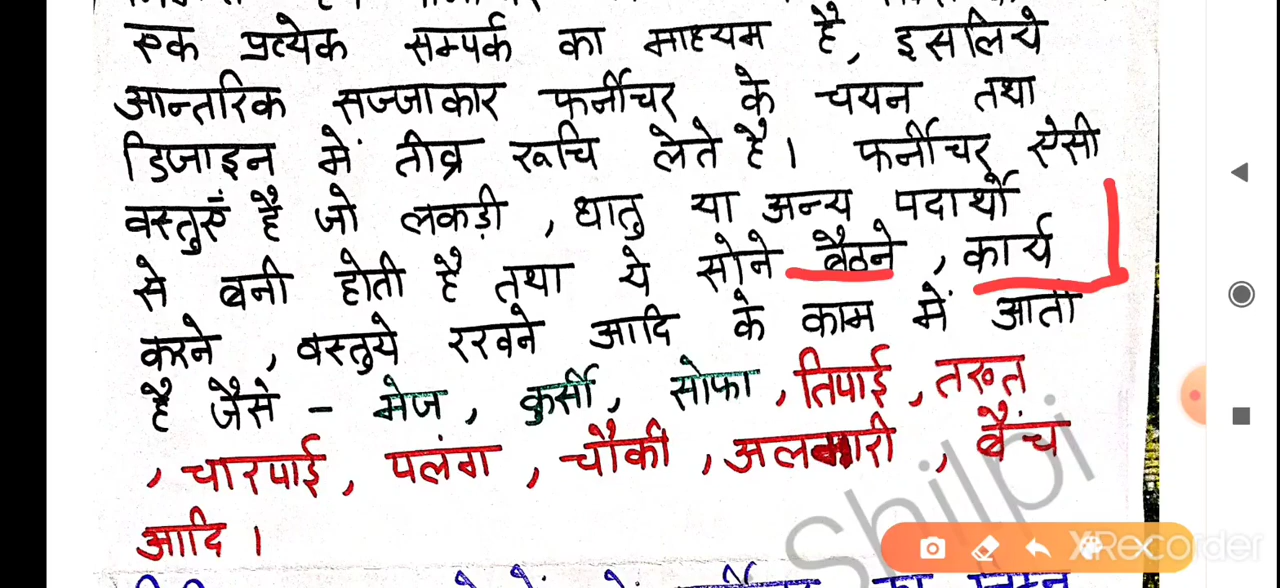 एक प्रत्येक सम्पर्क का माध्यम है, इसलिये
आन्तरिक सज्जाकार फर्नीचर के चयन तथा
डिजाइन में तीव्र रूचि लेते है। फर्नीचर ऐसी
वस्तुएं है जो लकड़ी, धातु या अन्य पदार्थो
से बनी होती है तथा ये सोने बैठने, कार्य
करने, वस्तुये रखने आदि के काम में आती
है जैसे - मेज, कुर्सी, सोफा, तिपाई, तख्त
, चारपाई, पलंग, चौकी, अलमारी, बैंच
आदि।
Shilpi
XRecorder